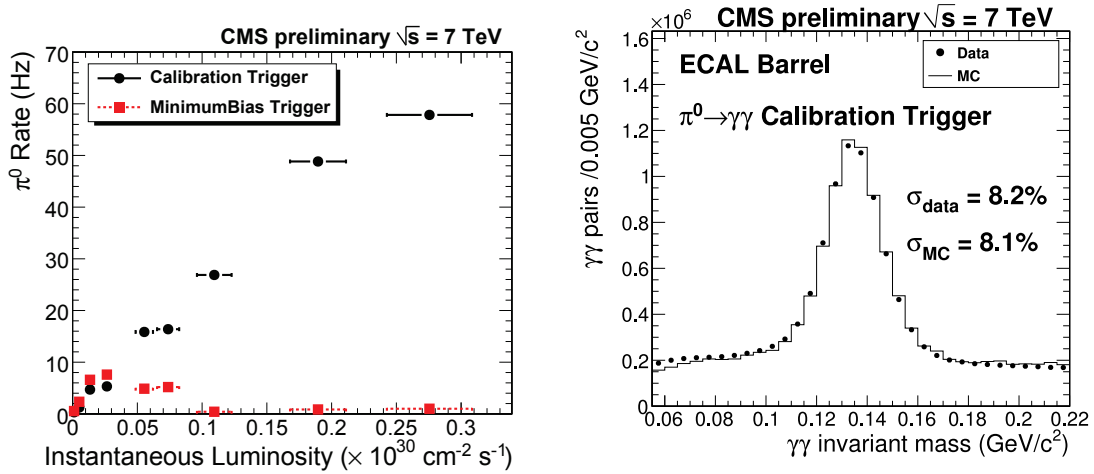 CMS preliminary √s = 7 TeV
π⁰ Rate (Hz)
70
60
50
40
30
20
10
0
Calibration Trigger
MinimumBias Trigger
0 0.05 0.1 0.15 0.2 0.25 0.3
Instantaneous Luminosity (× 10³⁰ cm⁻² s⁻¹)
×10⁶ CMS preliminary √s = 7 TeV
γγ pairs /0.005 GeV/c²
1.6
1.4
1.2
1
0.8
0.6
0.4
0.2
0
Data
MC
ECAL Barrel
π⁰→γγ Calibration Trigger
σdata = 8.2%
σMC = 8.1%
0.06 0.08 0.1 0.12 0.14 0.16 0.18 0.2 0.22
γγ invariant mass (GeV/c²)